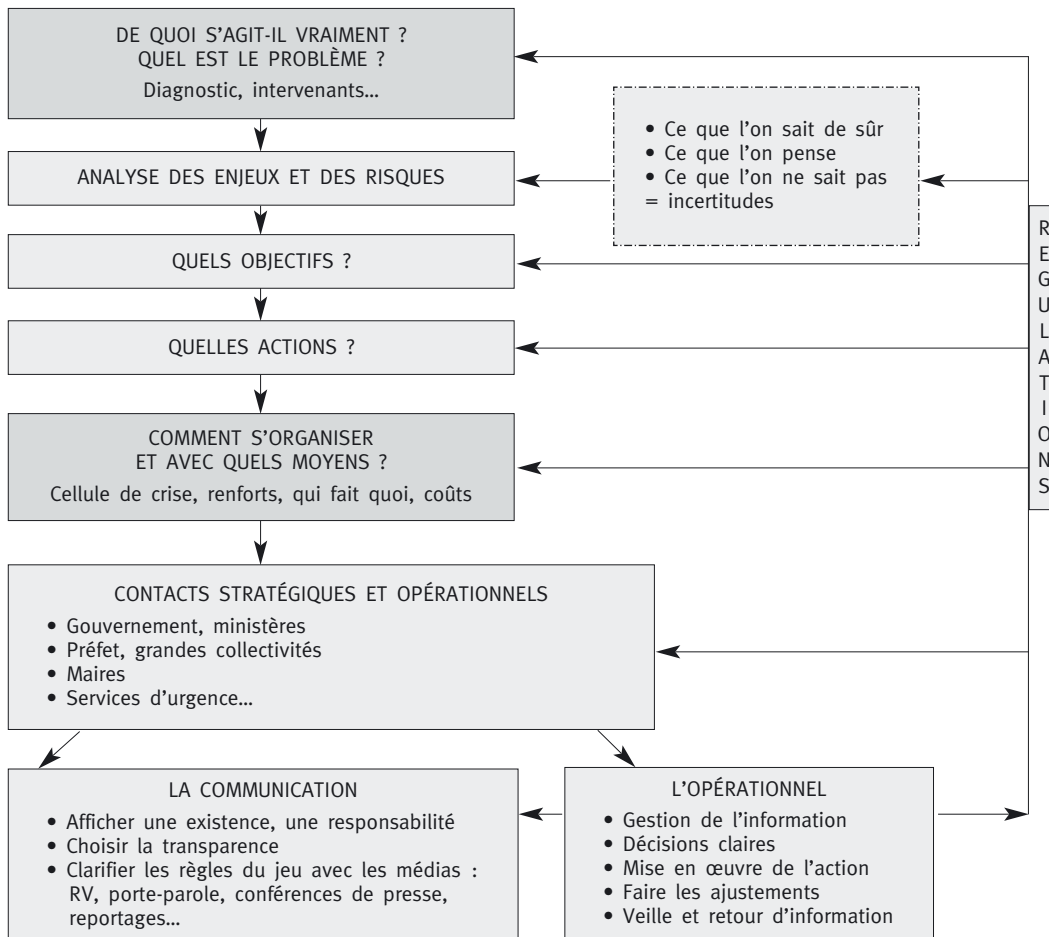 DE QUOI S'AGIT-IL VRAIMENT ?
QUEL EST LE PROBLÈME ?
Diagnostic, intervenants...
• Ce que l'on sait de sûr
• Ce que l'on pense
• Ce que l'on ne sait pas
= incertitudes
ANALYSE DES ENJEUX ET DES RISQUES
QUELS OBJECTIFS ?
QUELLES ACTIONS ?
COMMENT S'ORGANISER
ET AVEC QUELS MOYENS ?
Cellule de crise, renforts, qui fait quoi, coûts
R
E
G
U
L
A
T
I
O
N
S
CONTACTS STRATÉGIQUES ET OPÉRATIONNELS
• Gouvernement, ministères
• Préfet, grandes collectivités
• Maires
• Services d'urgence...
LA COMMUNICATION
• Afficher une existence, une responsabilité
• Choisir la transparence
• Clarifier les règles du jeu avec les médias :
RV, porte-parole, conférences de presse,
reportages...
L'OPÉRATIONNEL
• Gestion de l'information
• Décisions claires
• Mise en œuvre de l'action
• Faire les ajustements
• Veille et retour d'information